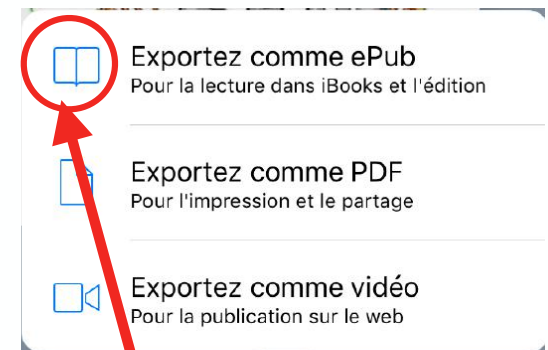 Exportez comme ePub
Pour la lecture dans iBooks et l'édition
Exportez comme PDF
Pour l'impression et le partage
Exportez comme vidéo
Pour la publication sur le web